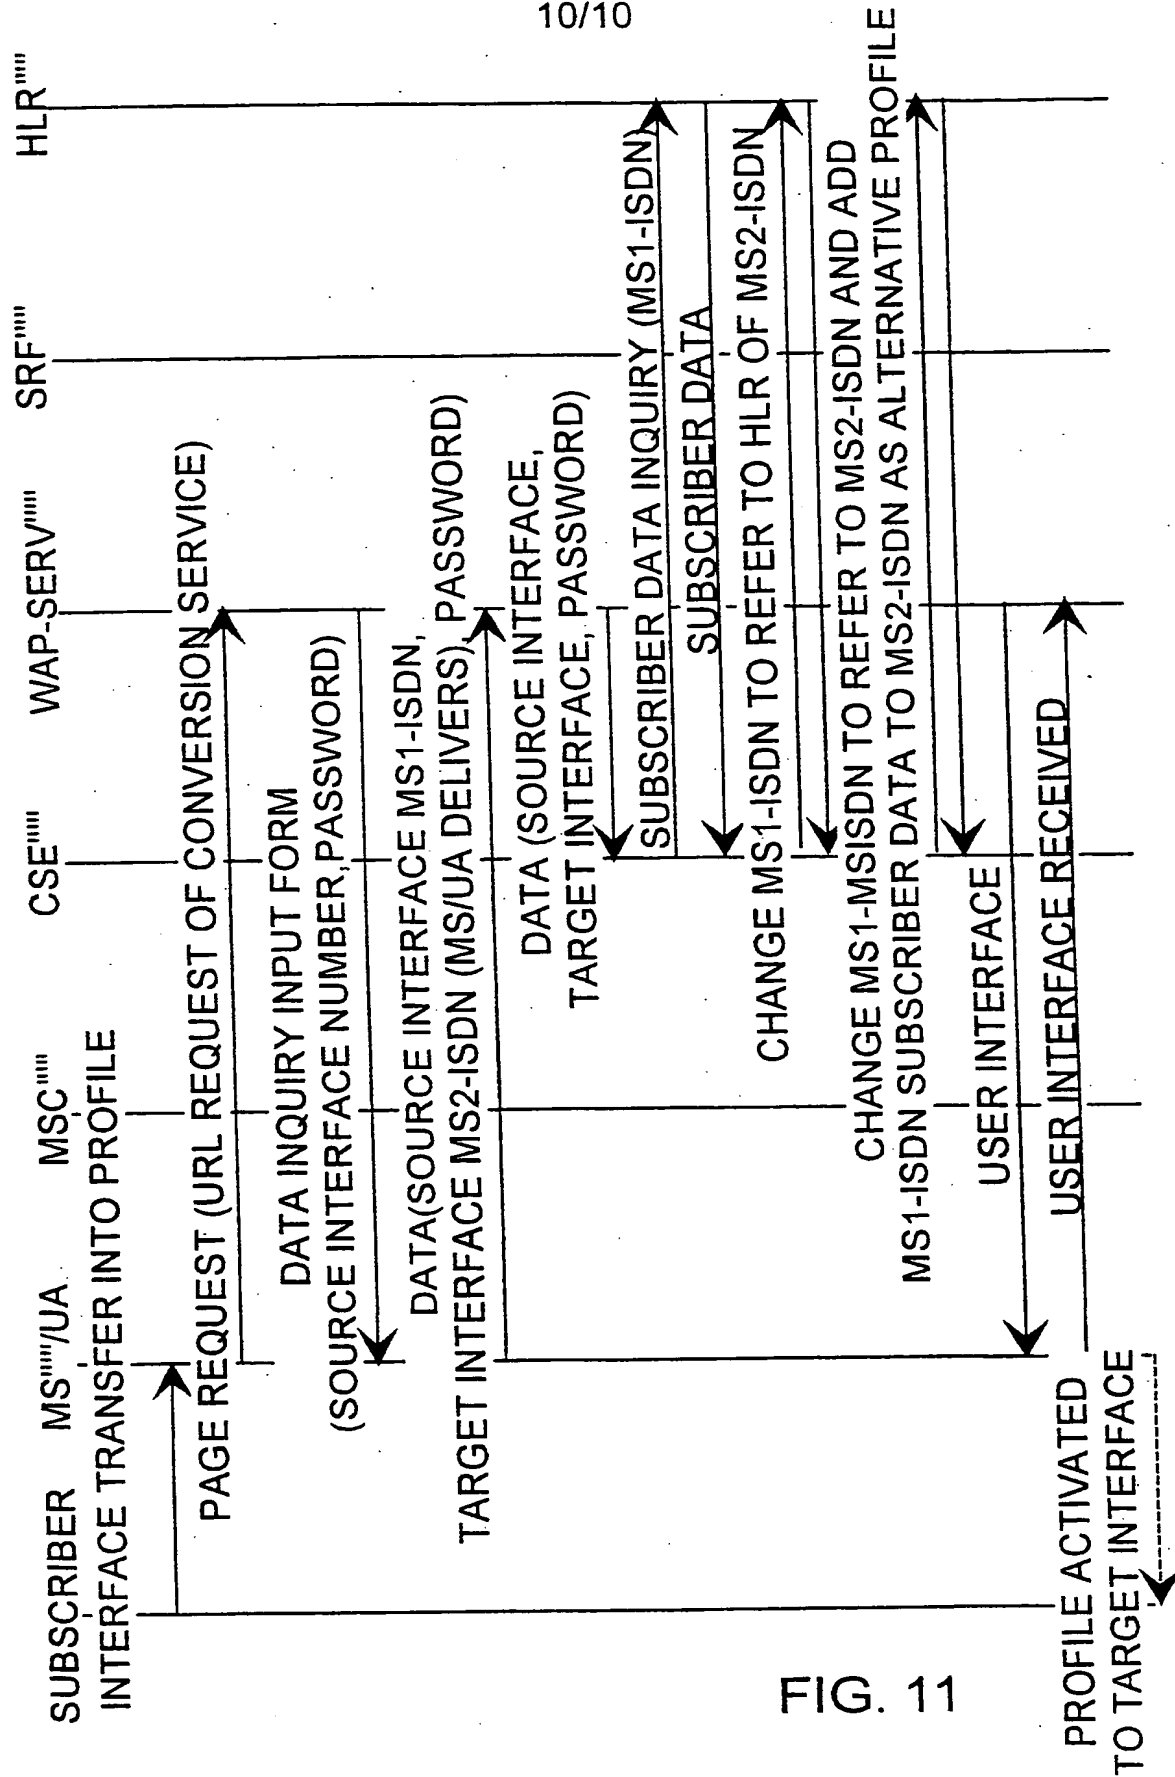 10/10
SUBSCRIBER MS"""/UA MSC""" CSE""" WAP-SERV""" SRF""" HLR"""
INTERFACE TRANSFER INTO PROFILE
PAGE REQUEST (URL REQUEST OF CONVERSION SERVICE)
DATA INQUIRY INPUT FORM
(SOURCE INTERFACE NUMBER, PASSWORD)
DATA(SOURCE INTERFACE MS1-ISDN,
TARGET INTERFACE MS2-ISDN (MS/UA DELIVERS), PASSWORD)
DATA (SOURCE INTERFACE,
TARGET INTERFACE, PASSWORD)
SUBSCRIBER DATA INQUIRY (MS1-ISDN)
SUBSCRIBER DATA
CHANGE MS1-ISDN TO REFER TO HLR OF MS2-ISDN
CHANGE MS1-MSISDN TO REFER TO MS2-ISDN AND ADD
MS1-ISDN SUBSCRIBER DATA TO MS2-ISDN AS ALTERNATIVE PROFILE
USER INTERFACE
USER INTERFACE RECEIVED
PROFILE ACTIVATED
TO TARGET INTERFACE
FIG. 11